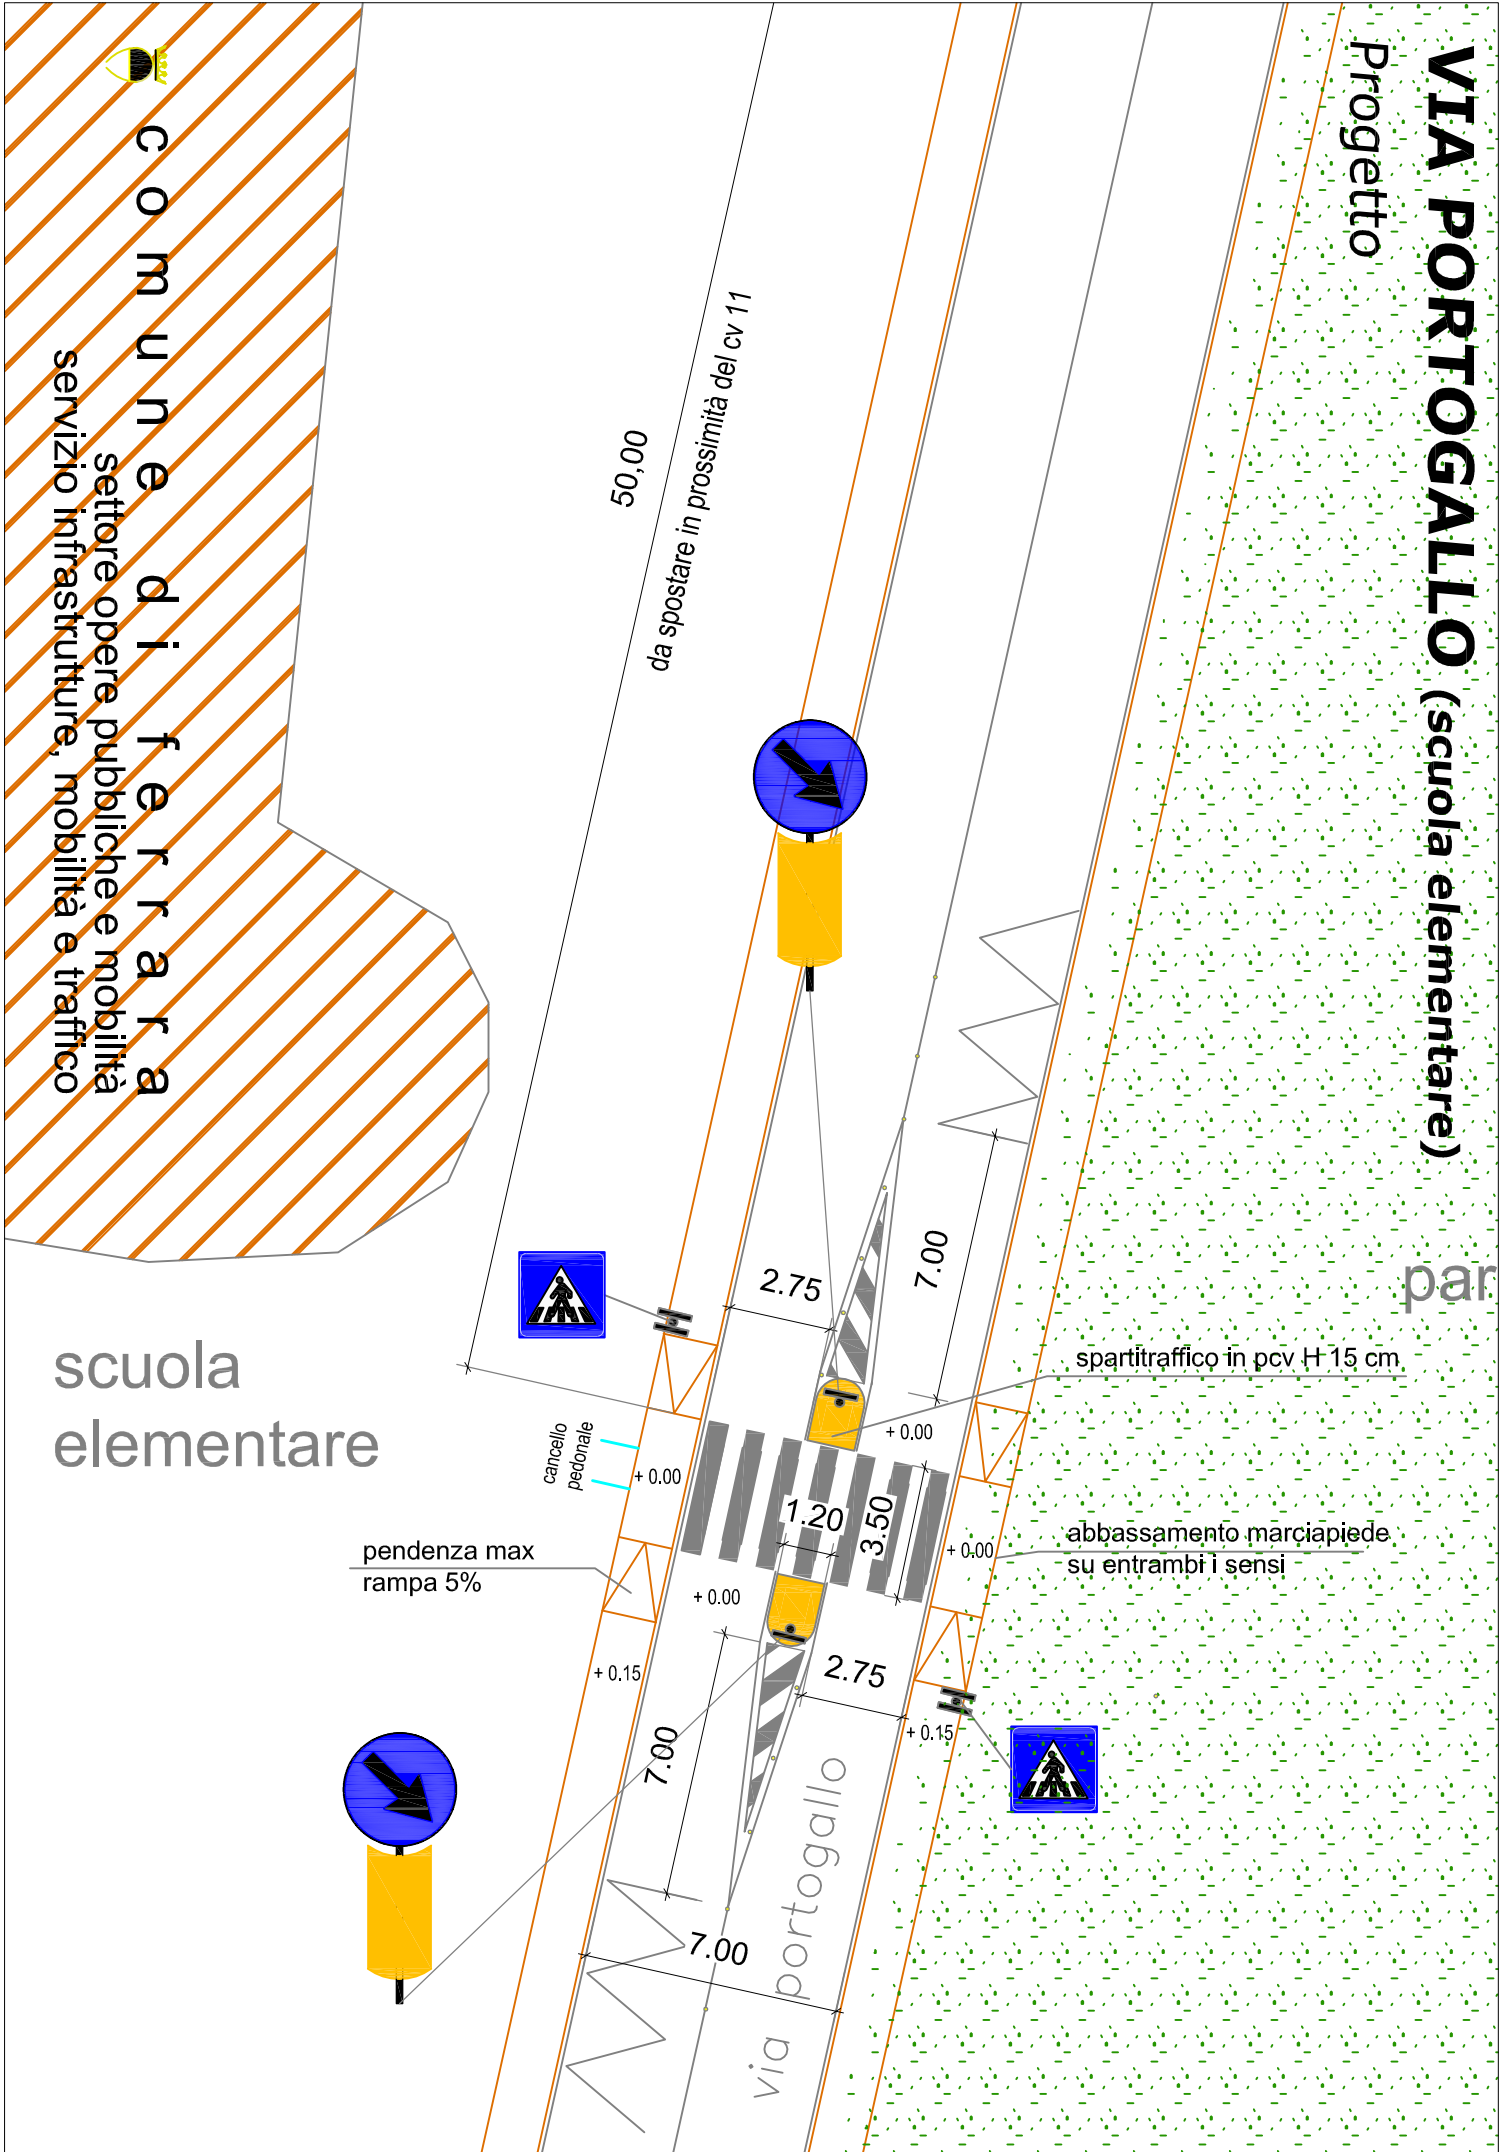 VIA PORTOGALLO (scuola elementare)
Progetto
comune di ferrara
settore opere pubbliche e mobilità
servizio infrastrutture, mobilità e traffico
50,00
da spostare in prossimità del cv 11
2.75
7.00
par
spartitraffico in pcv H 15 cm
scuola
elementare
cancello
pedonale
+ 0.00
+ 0.00
1.20
3.50
+ 0.00
abbassamento marciapiede
su entrambi i sensi
pendenza max
rampa 5%
+ 0.00
+ 0.15
2.75
+ 0.15
7.00
7.00
via portogallo